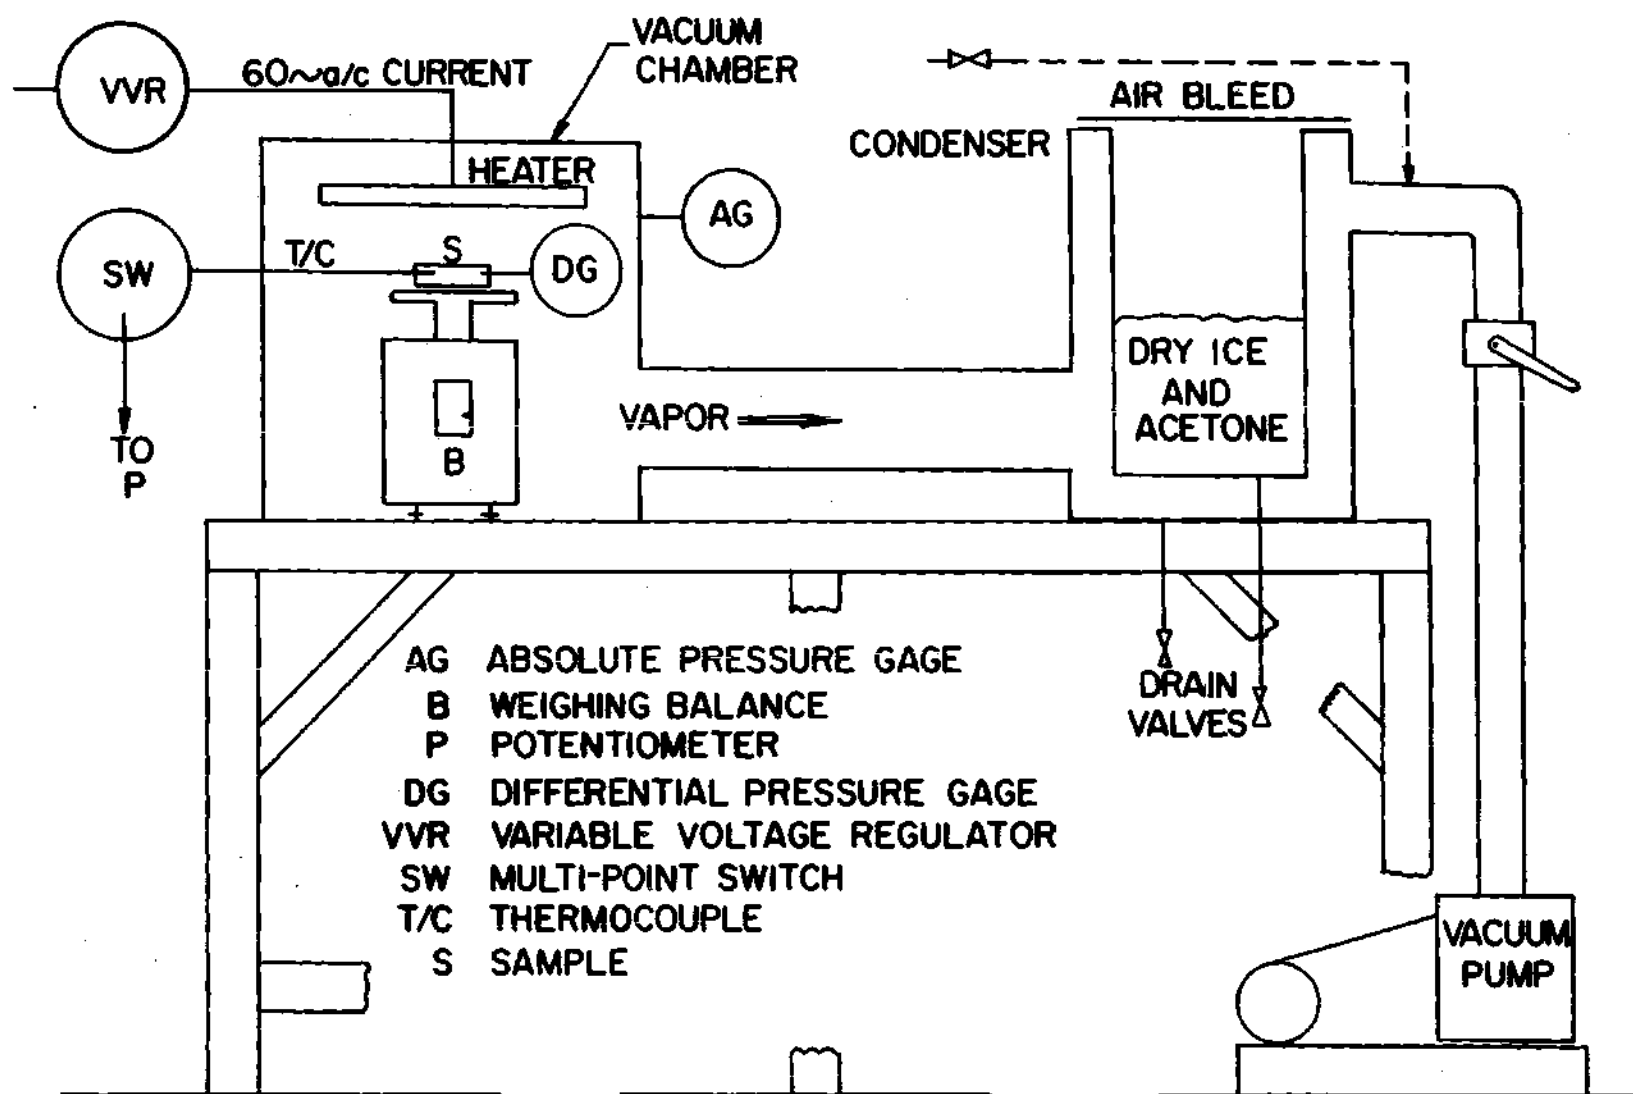 VVR
60~a/c CURRENT
VACUUM
CHAMBER
HEATER
AIR BLEED
CONDENSER
AG
SW
T/C
S
DG
TO
P
B
VAPOR
DRY ICE
AND
ACETONE
AG ABSOLUTE PRESSURE GAGE
B WEIGHING BALANCE
P POTENTIOMETER
DG DIFFERENTIAL PRESSURE GAGE
VVR VARIABLE VOLTAGE REGULATOR
SW MULTI-POINT SWITCH
T/C THERMOCOUPLE
S SAMPLE
DRAIN
VALVES
VACUUM
PUMP